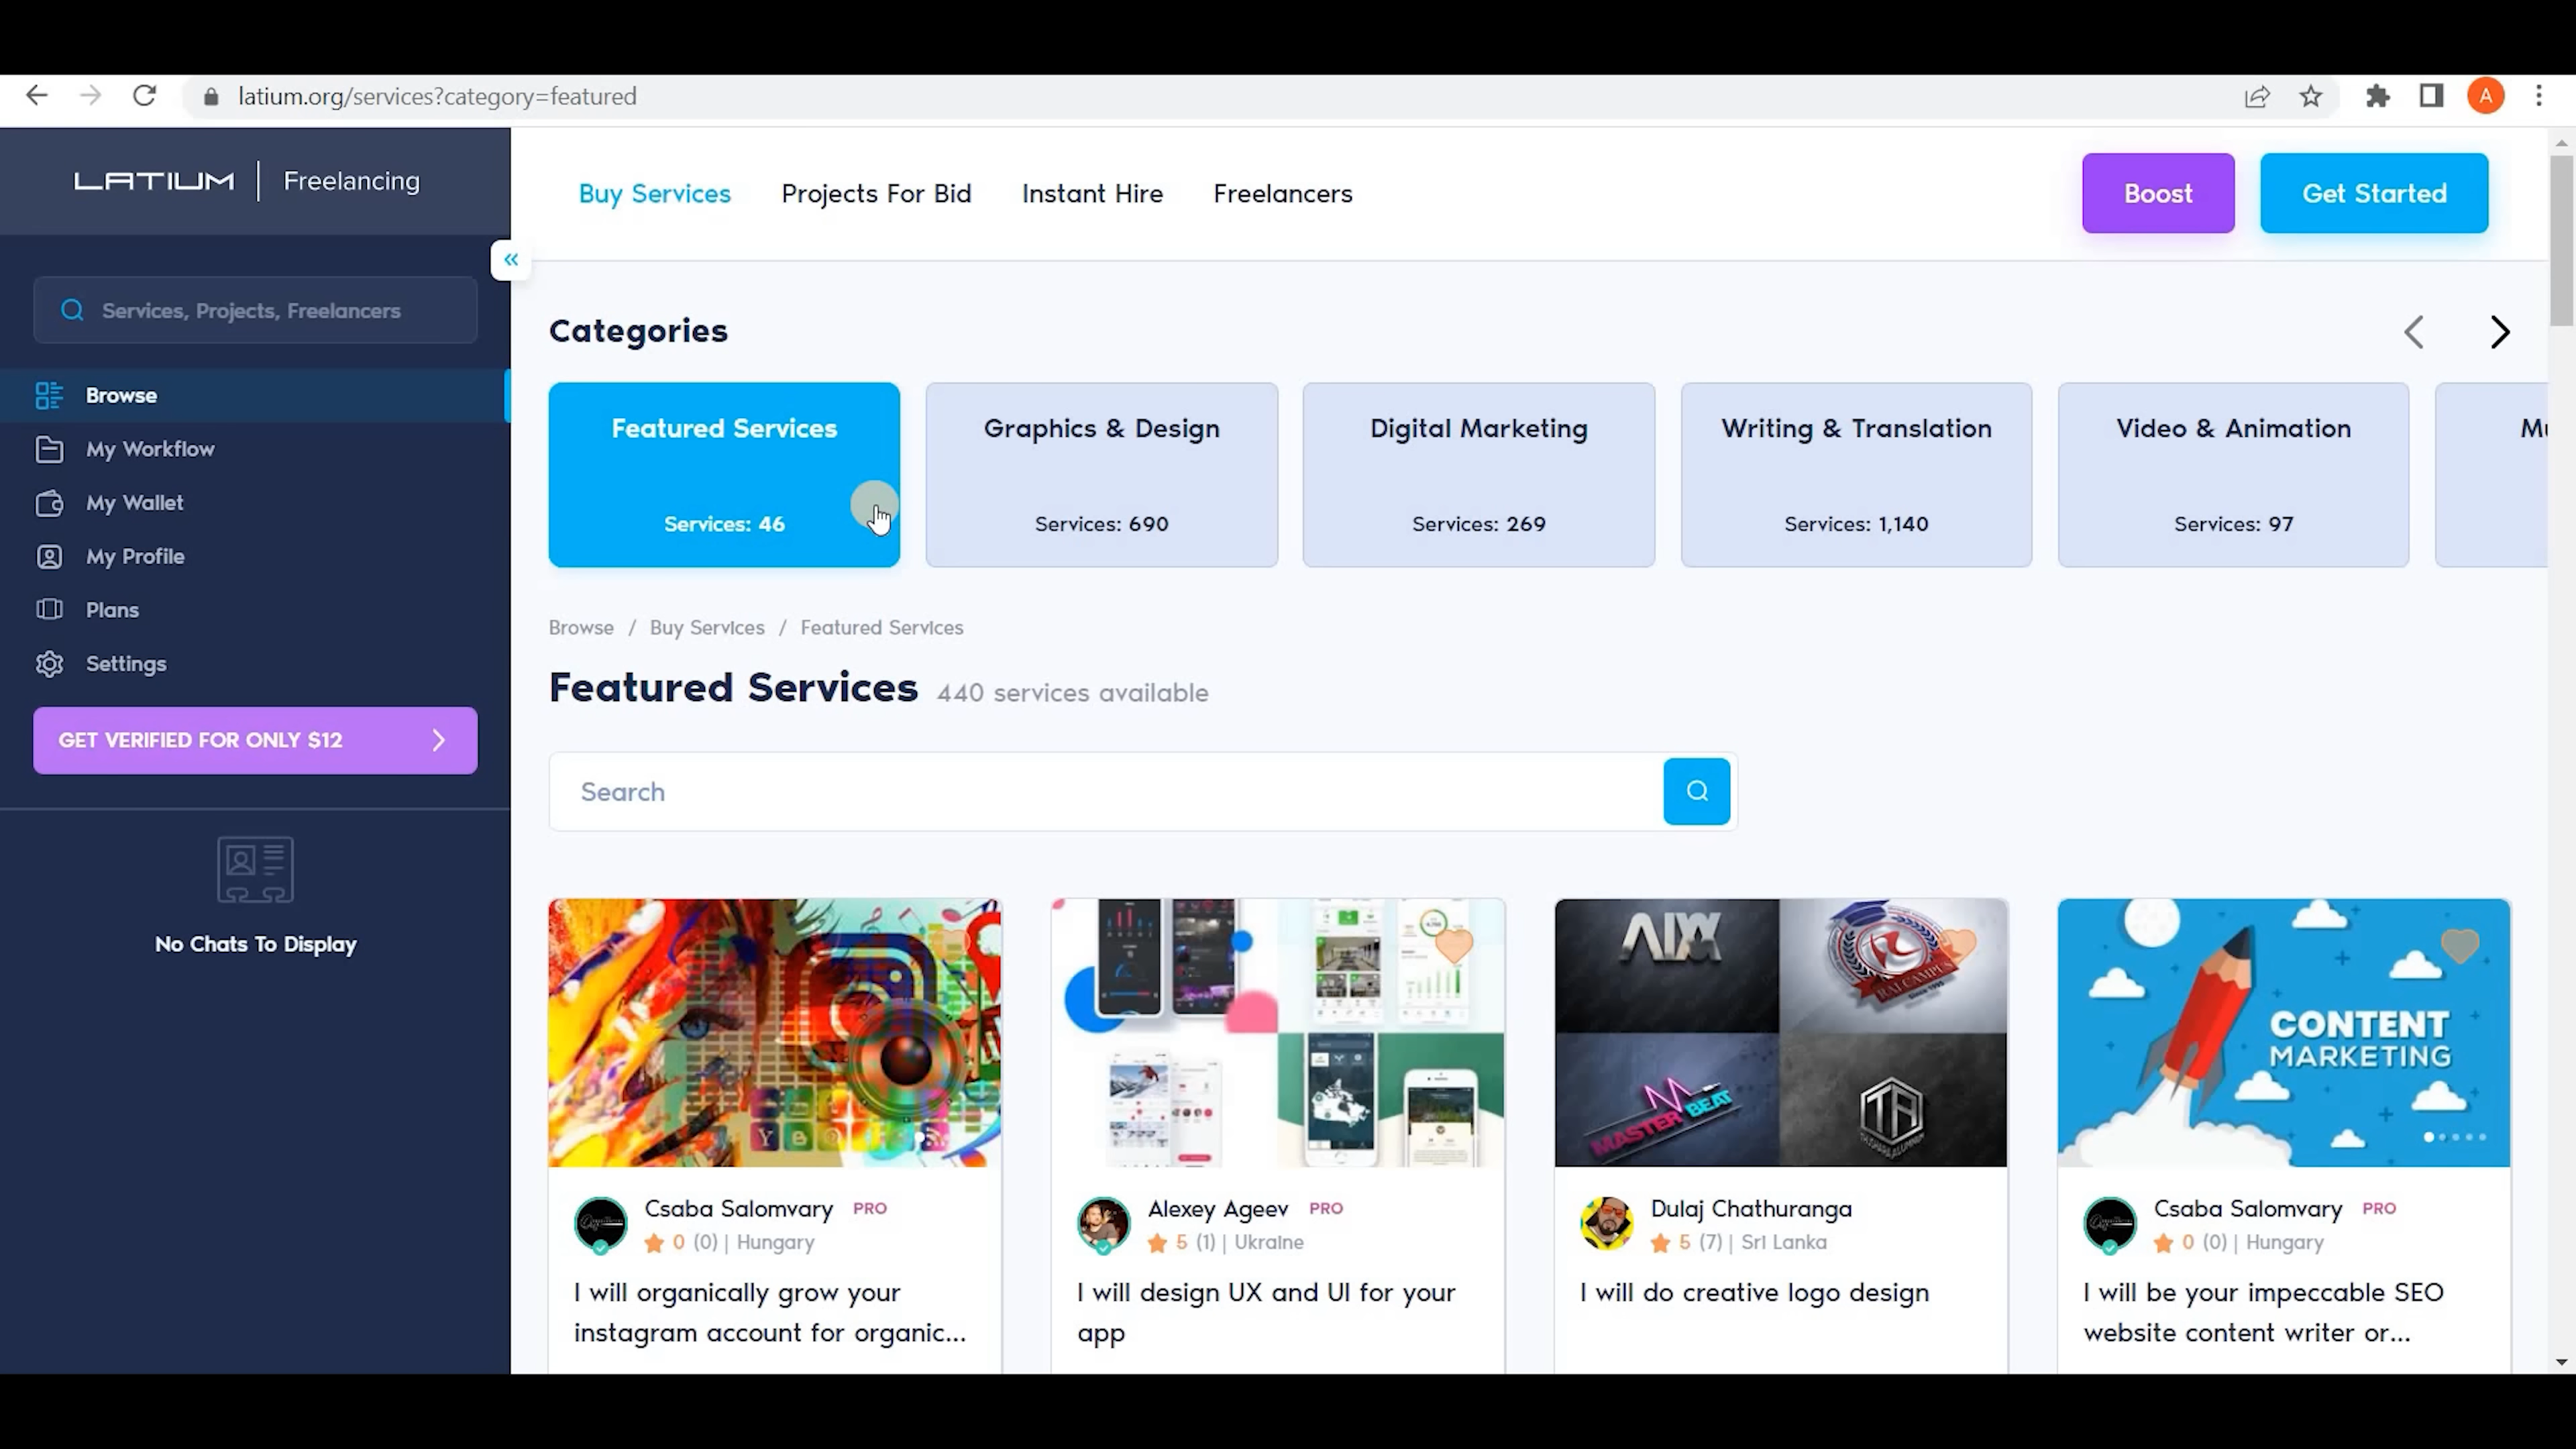 latium.org/services?category=featured
A
LATIUM | Freelancing
Services, Projects, Freelancers
Browse
My Workflow
My Wallet
My Profile
Plans
Settings
GET VERIFIED FOR ONLY $12
No Chats To Display
Buy Services
Projects For Bid
Instant Hire
Freelancers
Boost
Get Started
Categories
Featured Services
Services: 46
Graphics & Design
Services: 690
Digital Marketing
Services: 269
Writing & Translation
Services: 1,140
Video & Animation
Services: 97
Browse / Buy Services / Featured Services
Featured Services 440 services available
Search
Csaba Salomvary PRO
0 (0) | Hungary
I will organically grow your
instagram account for organic...
Alexey Ageev PRO
5 (1) | Ukraine
I will design UX and UI for your
app
MASTER BEAT
TA
Dulaj Chathuranga
5 (7) | Sri Lanka
I will do creative logo design
CONTENT
MARKETING
Csaba Salomvary PRO
0 (0) | Hungary
I will be your impeccable SEO
website content writer or...